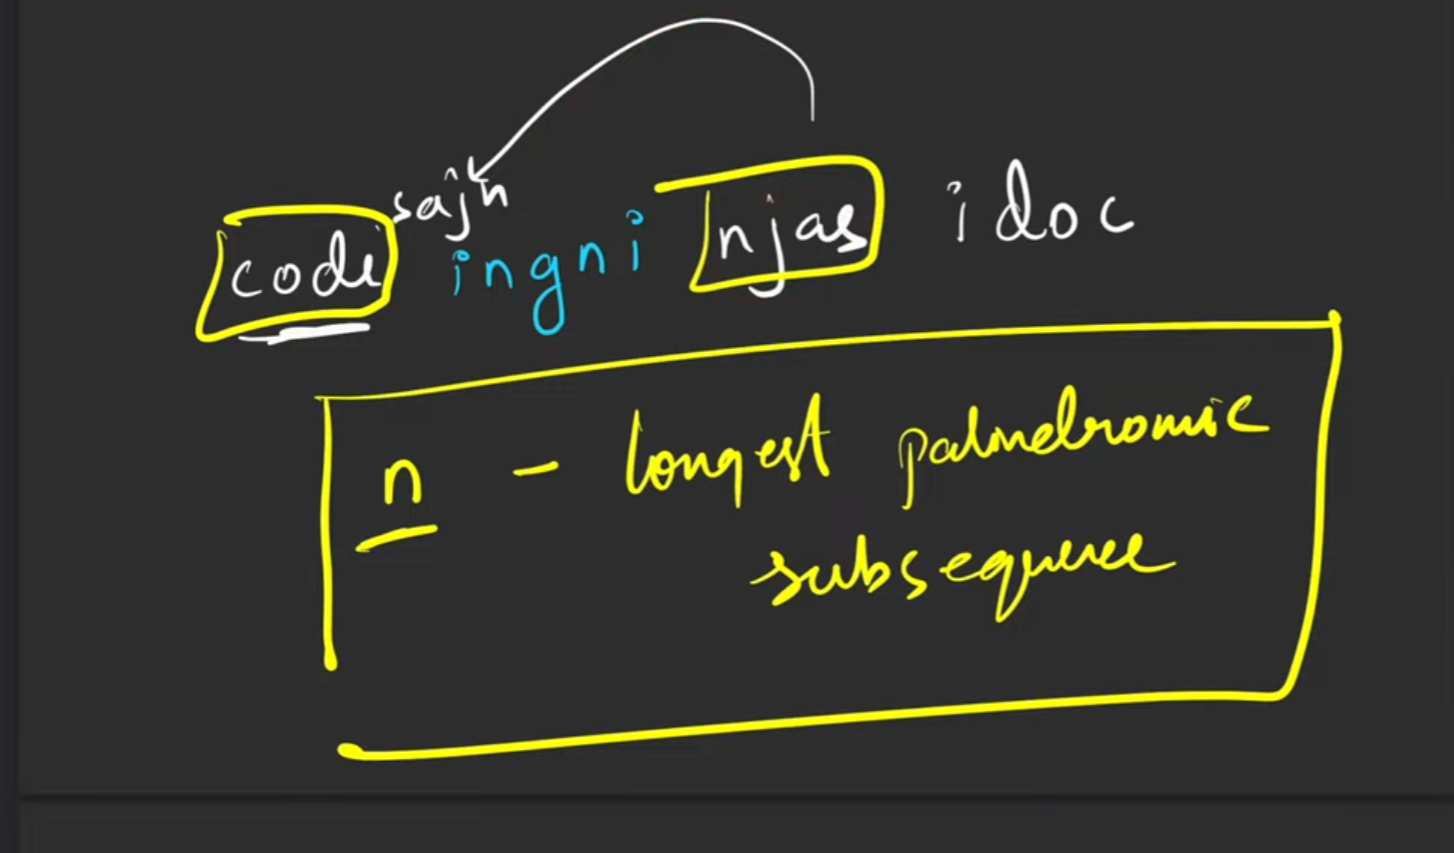 sajn
codi ingni njas idoc
n - longest palindromic
subsequence